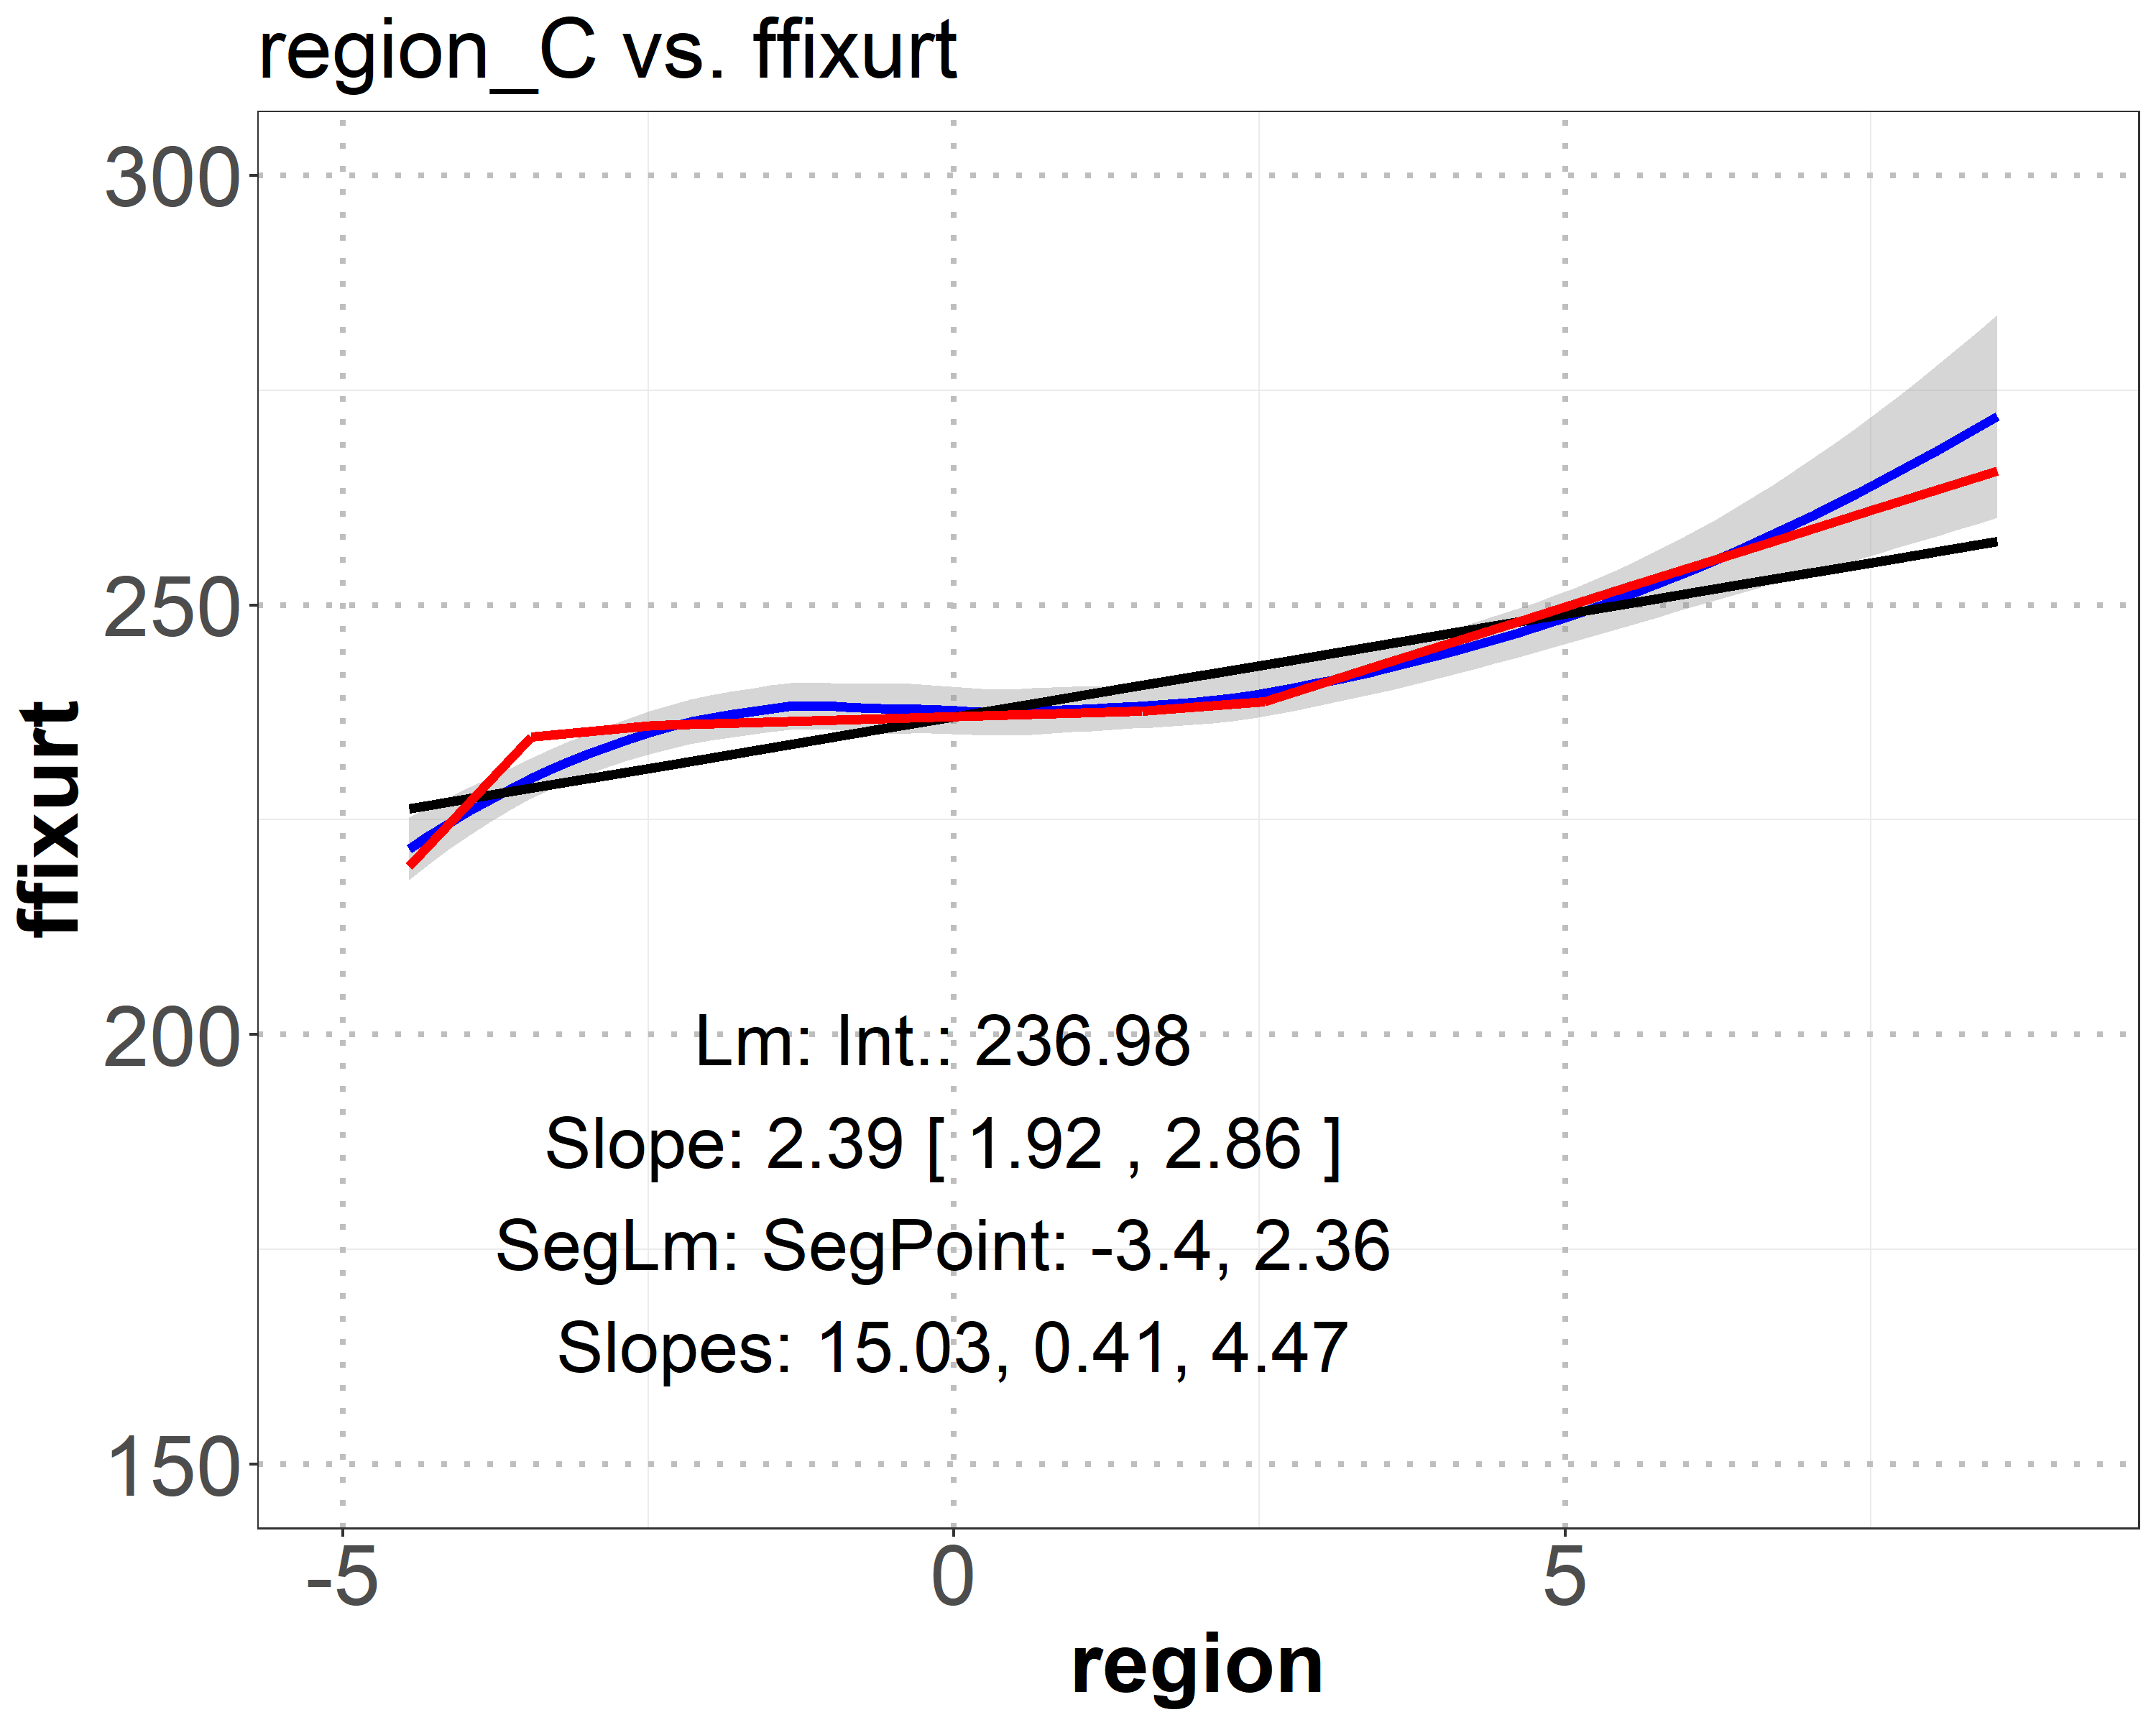 region_C vs. ffixurt
300
250
200
150
ffixurt
Lm: Int.: 236.98
Slope: 2.39 [ 1.92 , 2.86 ]
SegLm: SegPoint: -3.4, 2.36
Slopes: 15.03, 0.41, 4.47
-5
0
5
region